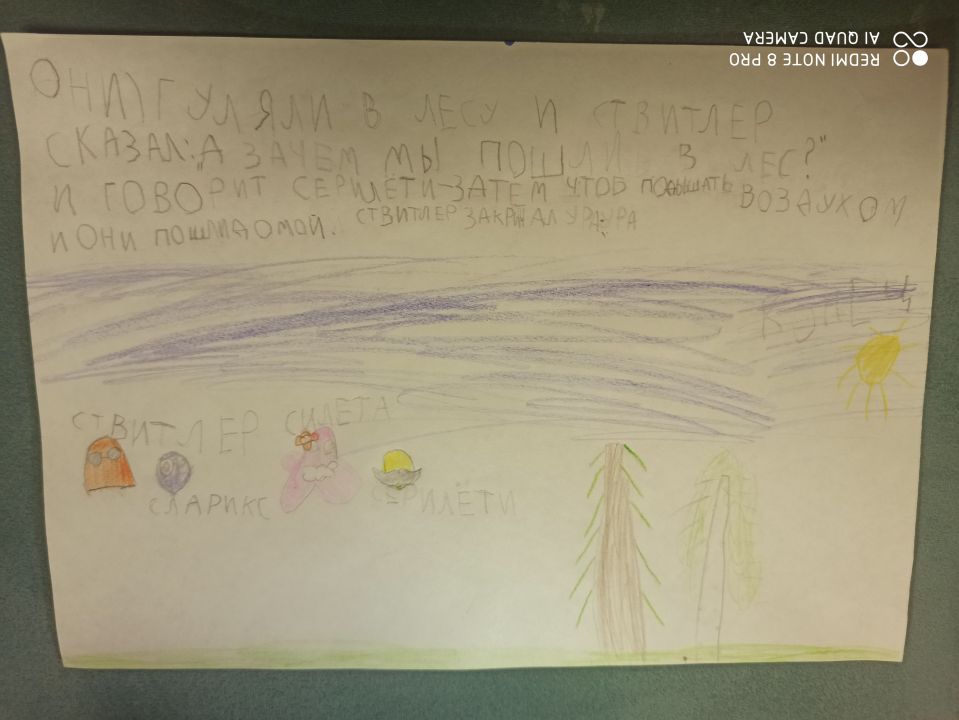 ОНИ ГУЛЯЛИ В ЛЕСУ И СТВИТЛЕР
СКАЗАЛ: „А ЗАЧЕМ МЫ ПОШЛИ В ЛЕС?"
И ГОВОРИТ СЕРИЛЁТИ-ЗАТЕМ ЧТОБ ПОДЫШАТЬ ВОЗДУХОМ
И ОНИ ПОШЛИ ДОМОЙ. СТВИТЛЕР ЗАКРИЧАЛ УРА:УРА
СТВИТЛЕР СИЛЕТА
СЛАРИКС СЕРИЛЁТИ
REDMI NOTE 8 PRO
AI QUAD CAMERA